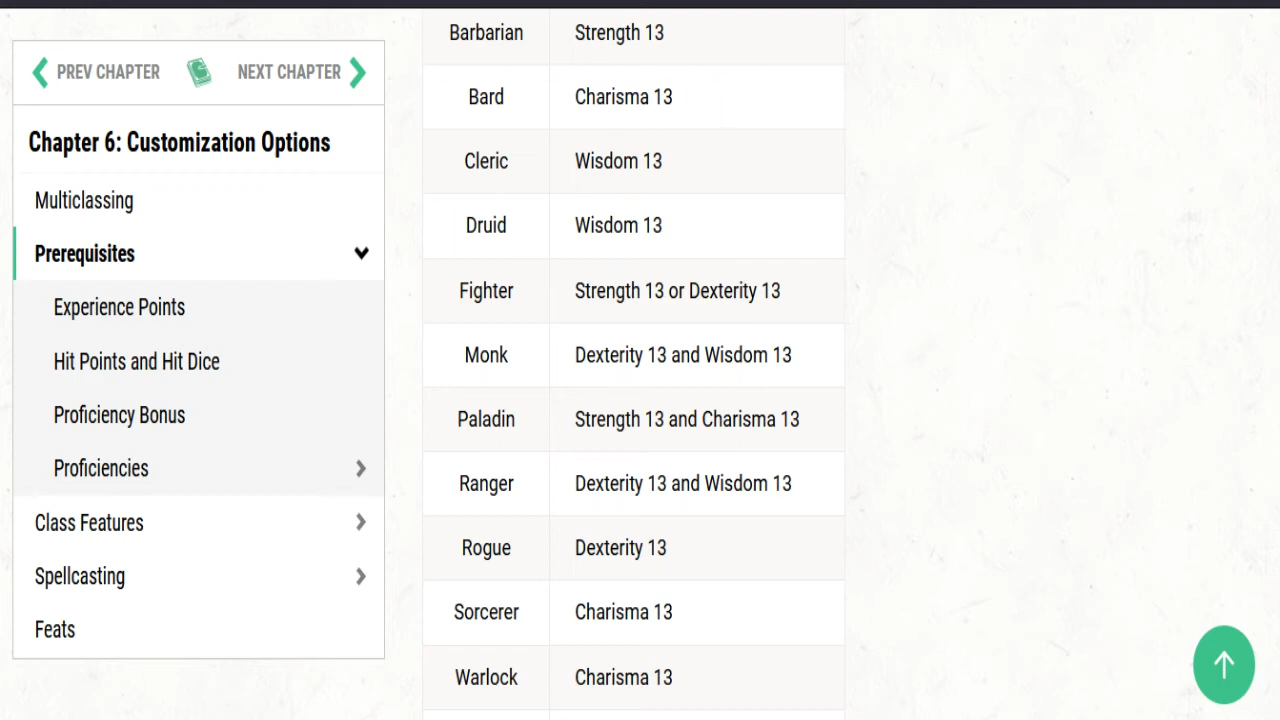 PREV CHAPTER NEXT CHAPTER
Chapter 6: Customization Options
Multiclassing
Prerequisites
Experience Points
Hit Points and Hit Dice
Proficiency Bonus
Proficiencies
Class Features
Spellcasting
Feats
Barbarian Strength 13
Bard Charisma 13
Cleric Wisdom 13
Druid Wisdom 13
Fighter Strength 13 or Dexterity 13
Monk Dexterity 13 and Wisdom 13
Paladin Strength 13 and Charisma 13
Ranger Dexterity 13 and Wisdom 13
Rogue Dexterity 13
Sorcerer Charisma 13
Warlock Charisma 13